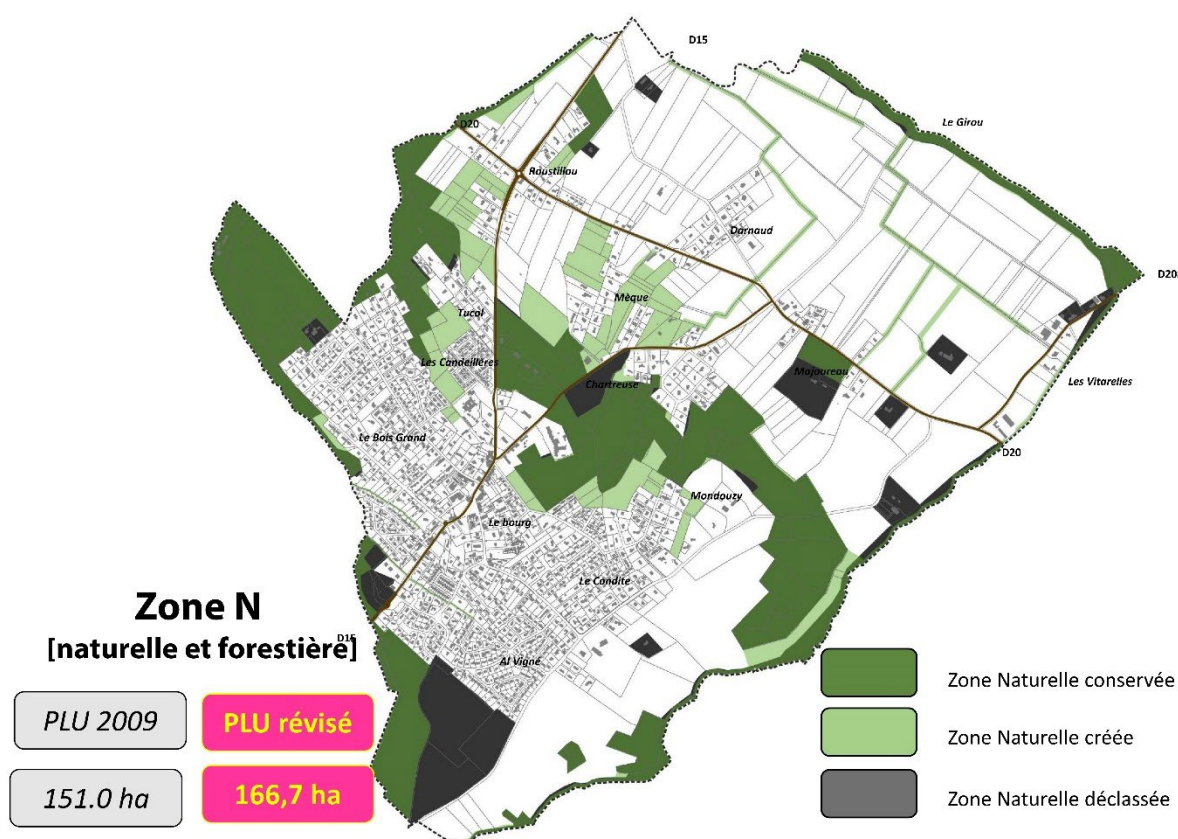 D15
Le Girou
D20
Roustillou
Darnaud
D20
Mèque
Tucol
Les Candeillères
Chartreuse
Majoureau
Les Vitarelles
Le Bois Grand
D20
Mondouzy
Le bourg
Le Condite
Zone N
[naturelle et forestière]
D15
Al Vigné
PLU 2009
PLU révisé
151.0 ha
166,7 ha
Zone Naturelle conservée
Zone Naturelle créée
Zone Naturelle déclassée